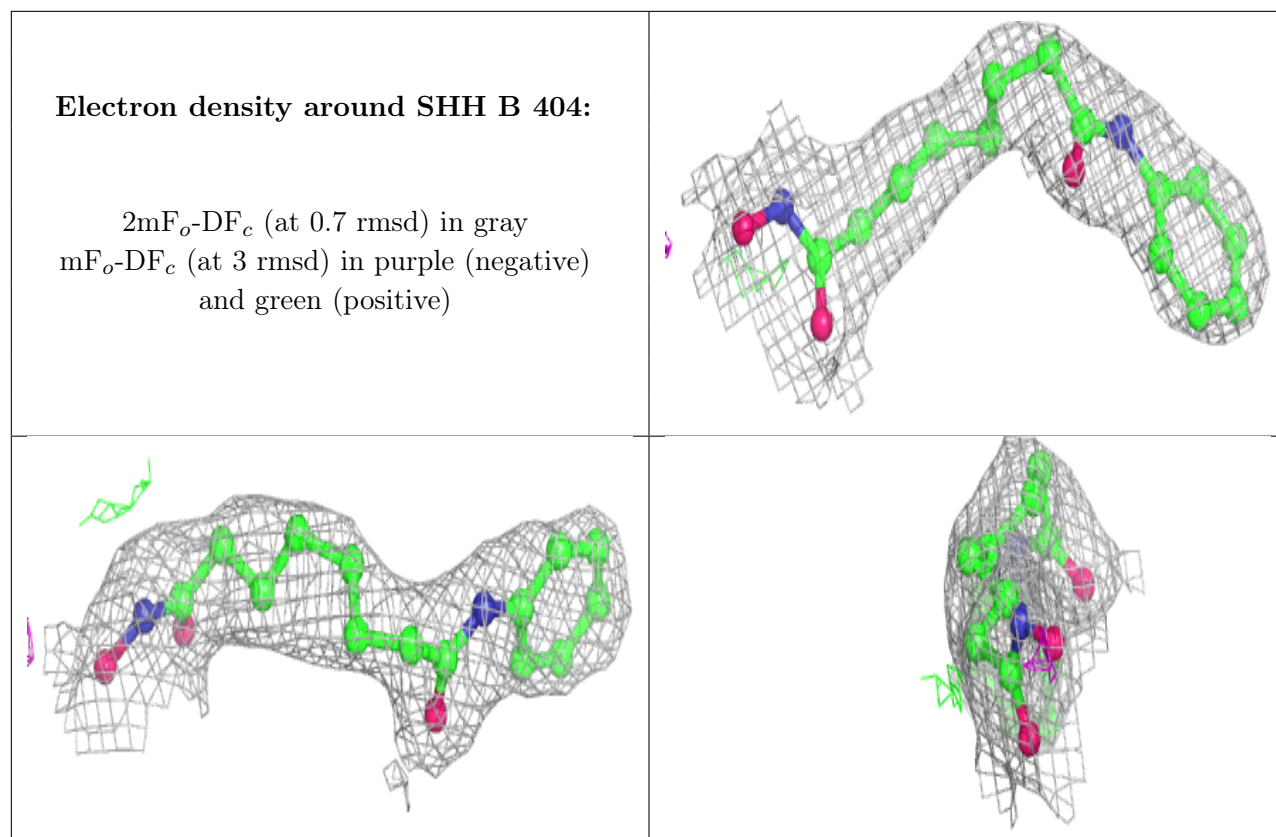 Electron density around SHH B 404:
2mFo-DFc (at 0.7 rmsd) in gray
mFo-DFc (at 3 rmsd) in purple (negative)
and green (positive)